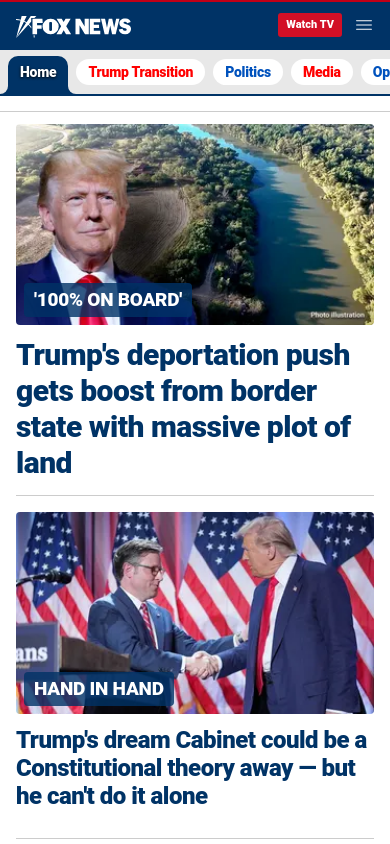 FOX NEWS
Watch TV
Home
Trump Transition
Politics
Media
Op
'100% ON BOARD'
Photo illustration
Trump's deportation push
gets boost from border
state with massive plot of
land
ans
HAND IN HAND
Trump's dream Cabinet could be a
Constitutional theory away — but
he can't do it alone